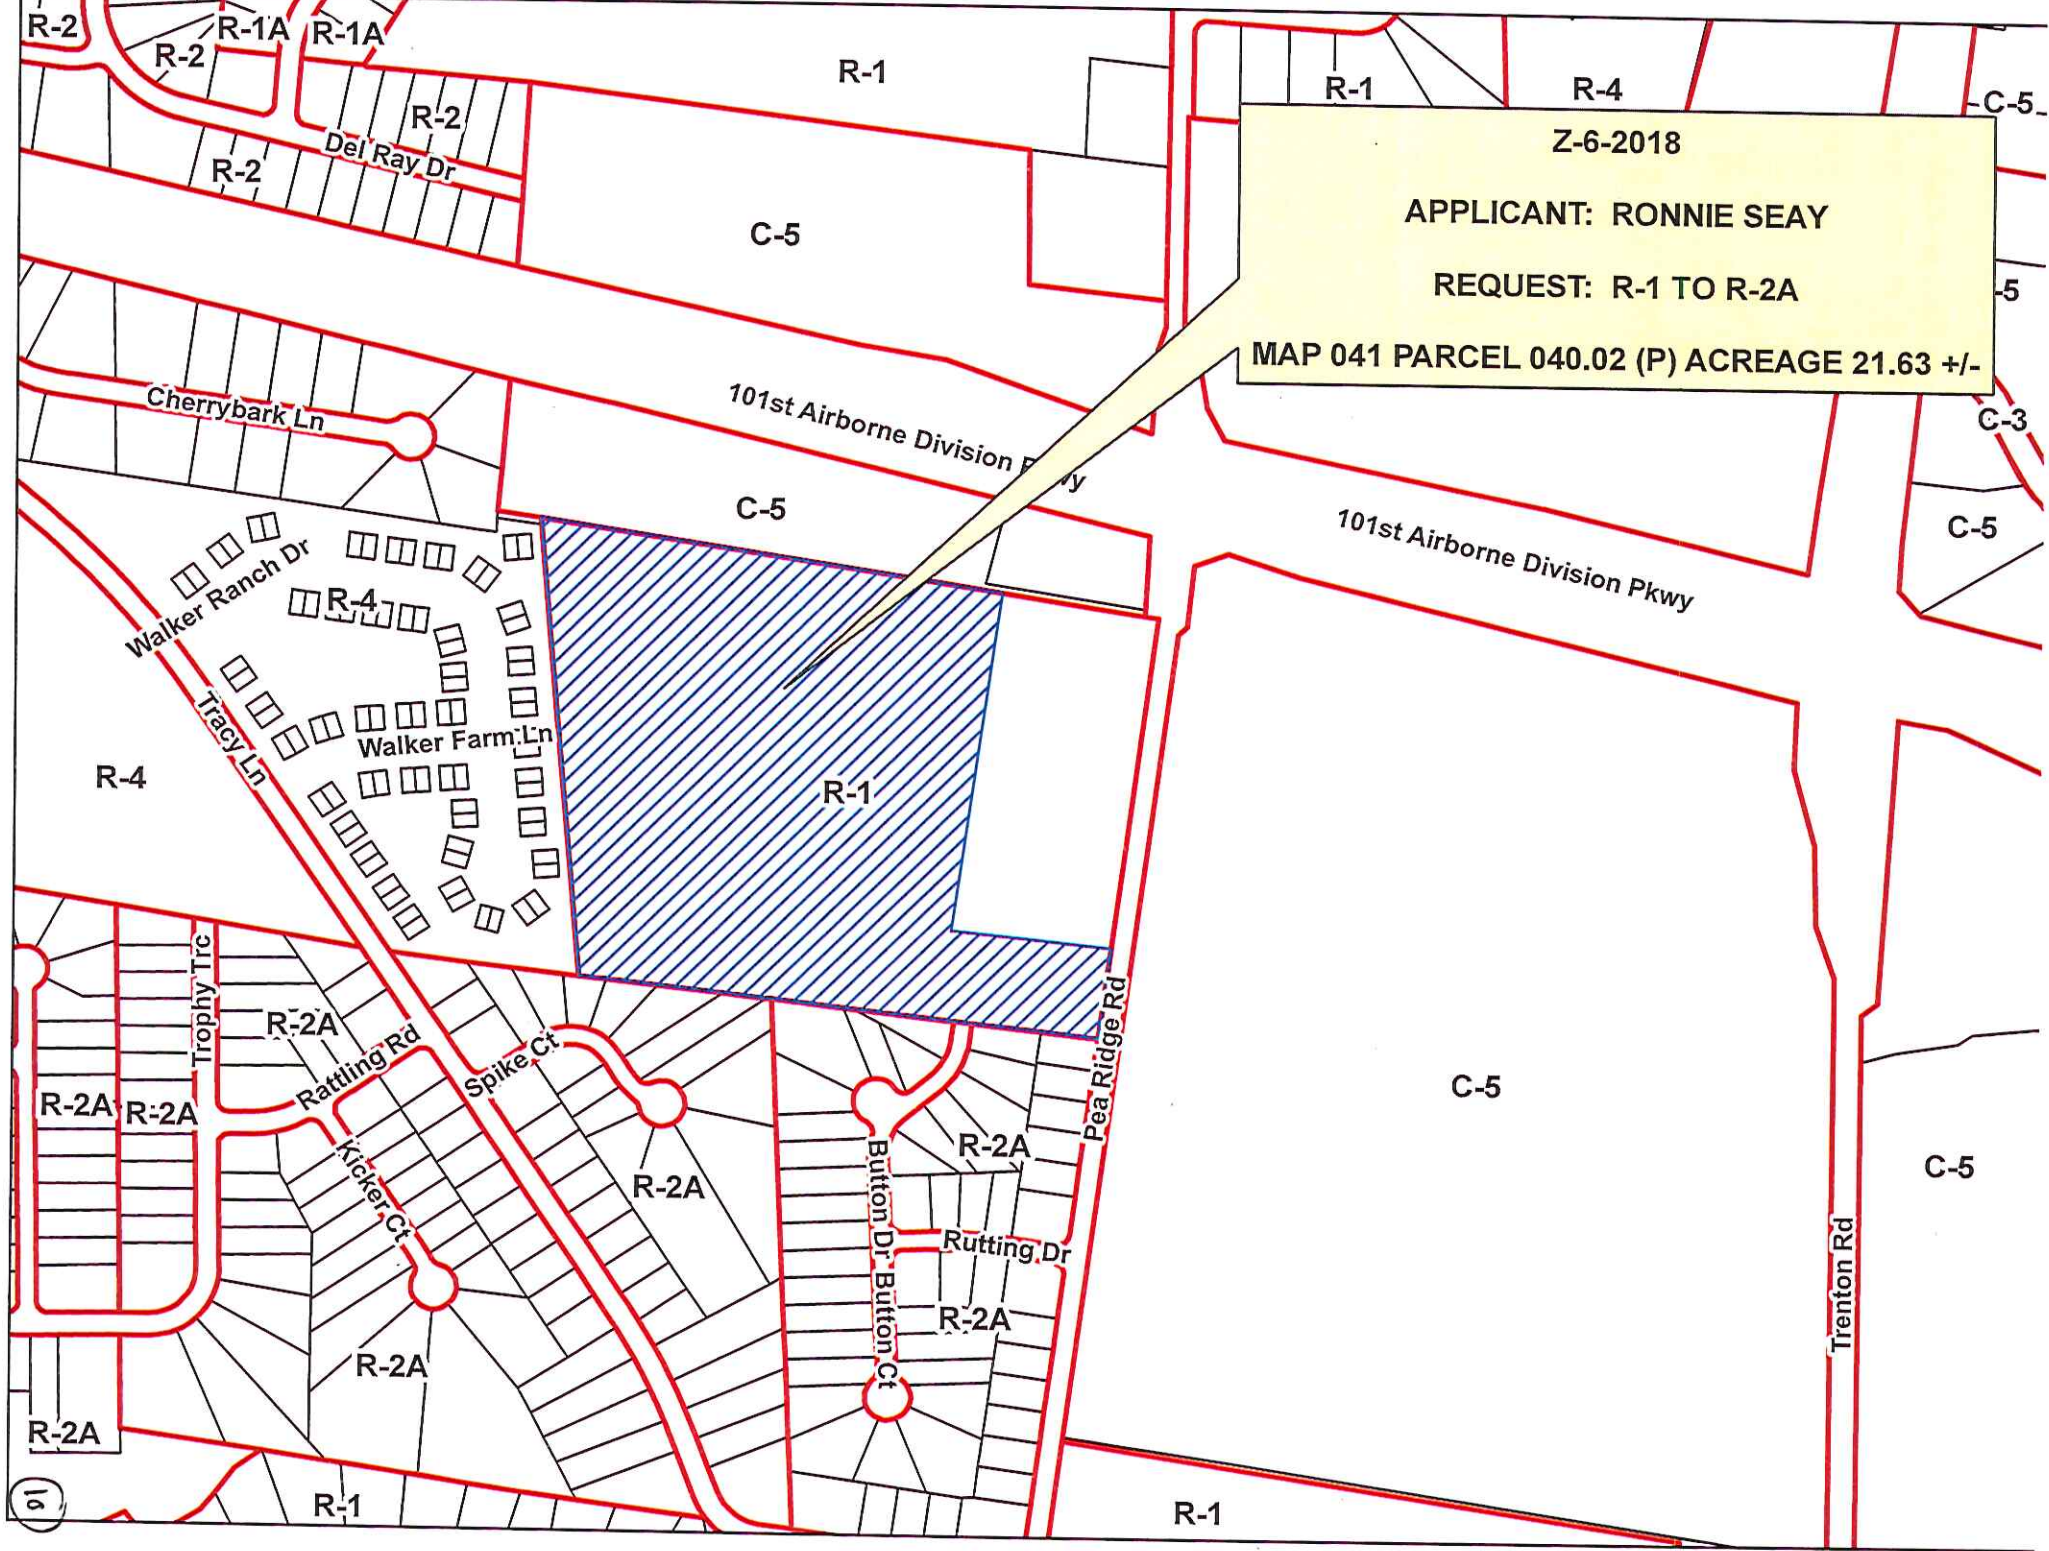 R-2
R-1A
R-1A
R-2
R-1
R-1
R-4
C-5
R-2
Del Ray Dr
R-2
C-5
Z-6-2018
APPLICANT: RONNIE SEAY
REQUEST: R-1 TO R-2A
MAP 041 PARCEL 040.02 (P) ACREAGE 21.63 +/-
-5
C-3
Cherrybark Ln
101st Airborne Division
wy
C-5
101st Airborne Division Pkwy
C-5
Walker Ranch Dr
R-4
Tracy Ln
Walker Farm Ln
R-4
R-1
Trophy Trc
R-2A
Rattling Rd
Spike Ct
Pea Ridge Rd
R-2A
R-2A
Kicker Ct
R-2A
Button Dr
R-2A
C-5
C-5
Rutting Dr
Button Ct
R-2A
Trenton Rd
R-2A
R-2A
R-1
R-1